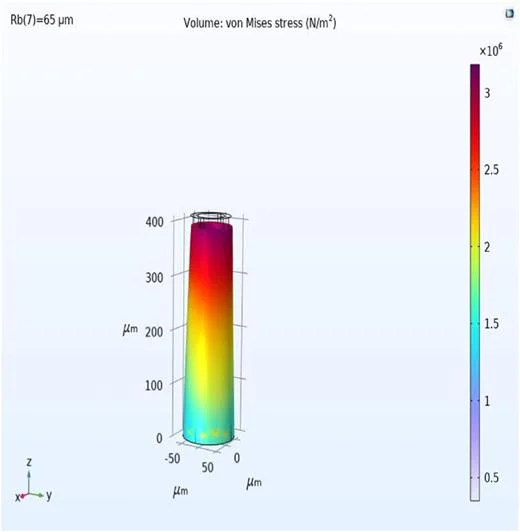 Rb(7)=65 μm
Volume: von Mises stress (N/m²)
×10⁶
3
2.5
2
1.5
1
0.5
400
300
μm 200
100
0
-50
50
0
μm
μm
z
x
y